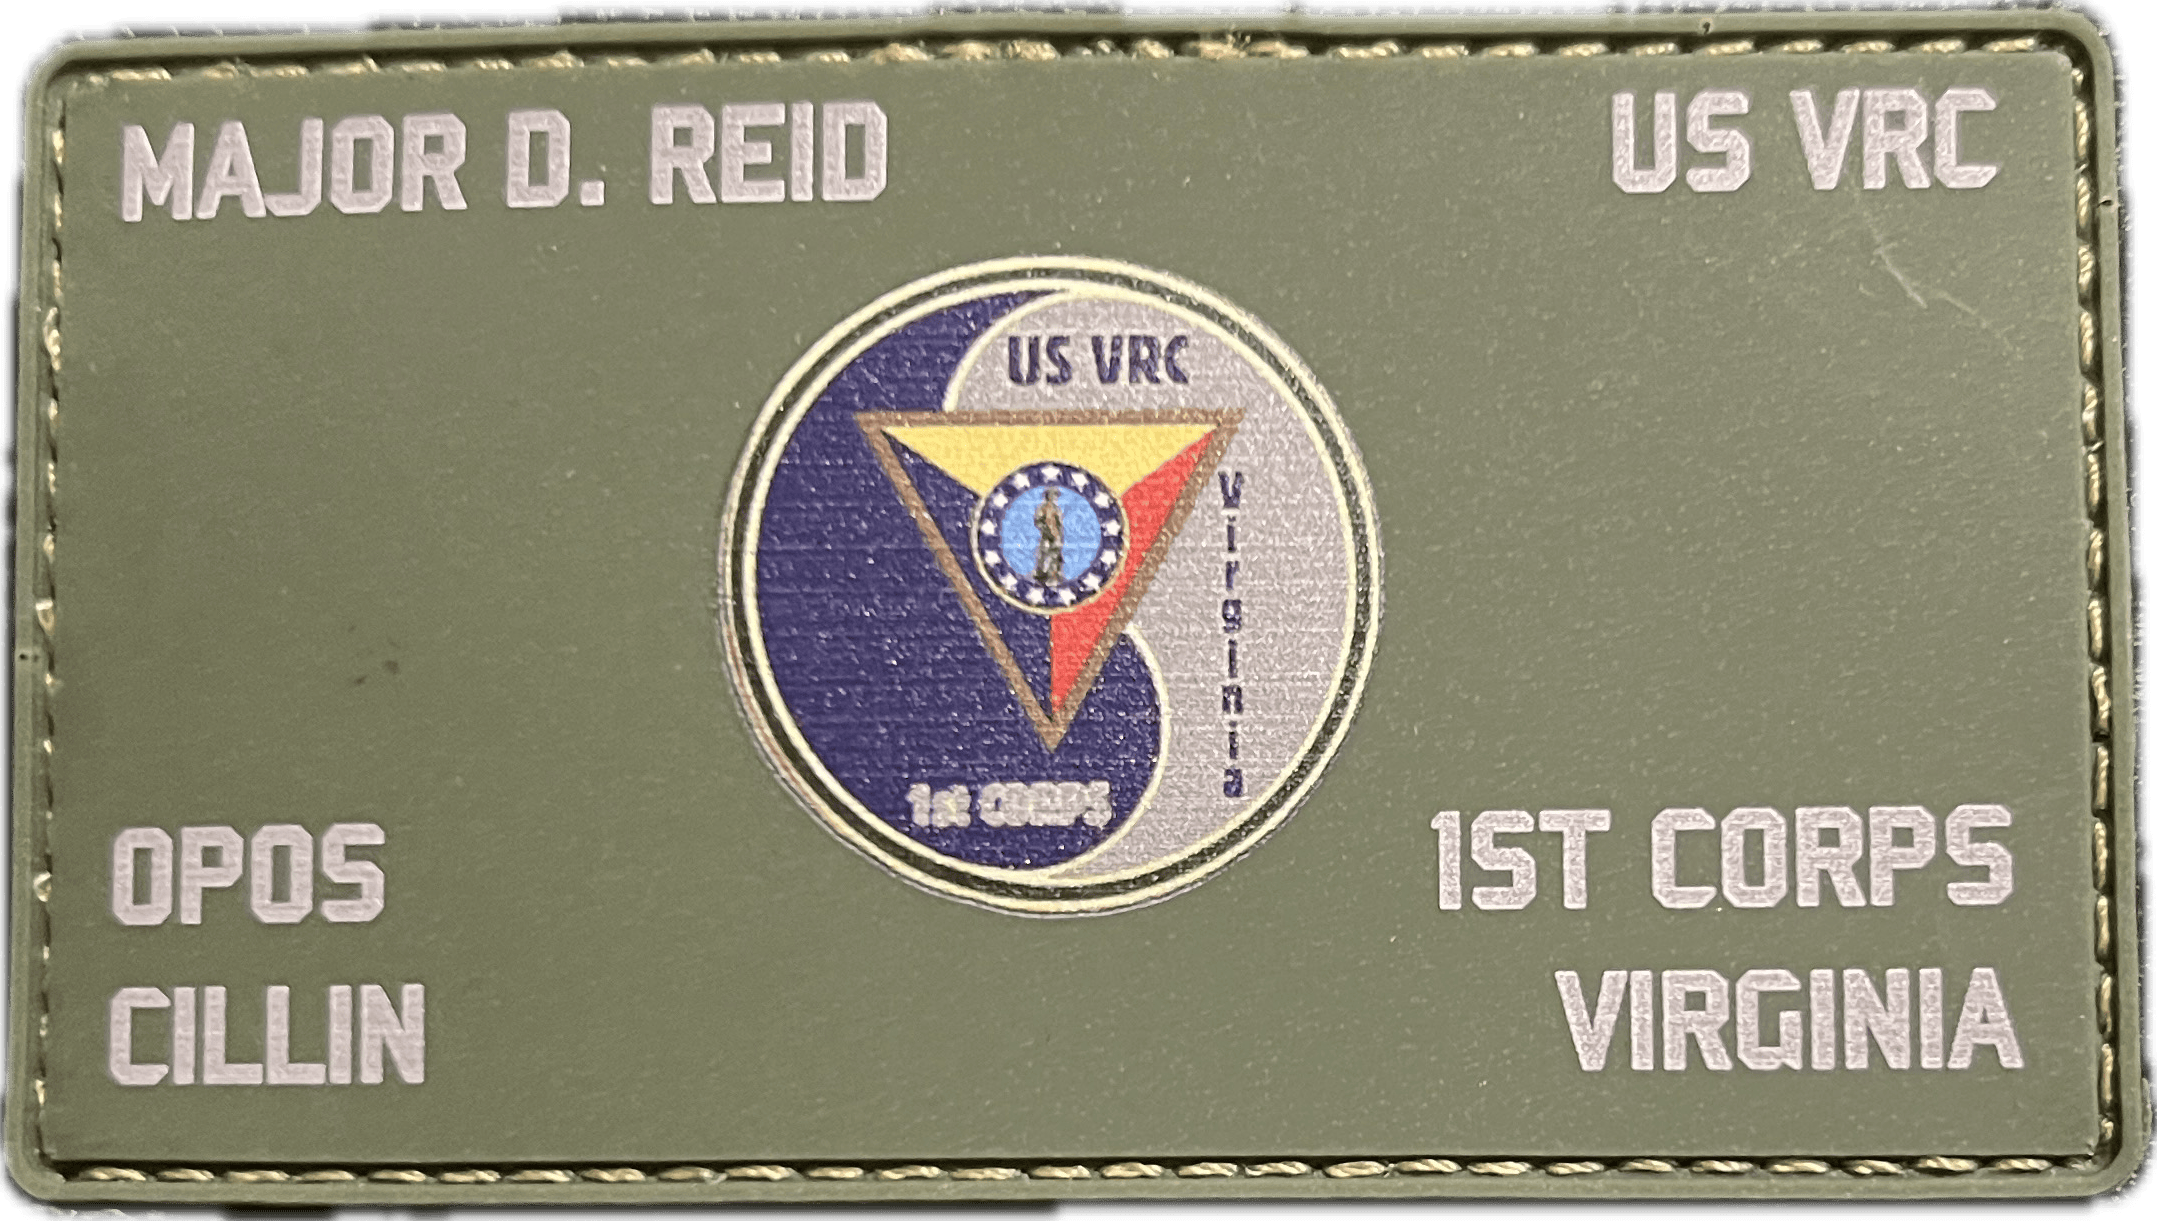 MAJOR D. REID
US VRC
US VRC
Virginia
1st CORPS
OPOS
CILLIN
1ST CORPS
VIRGINIA